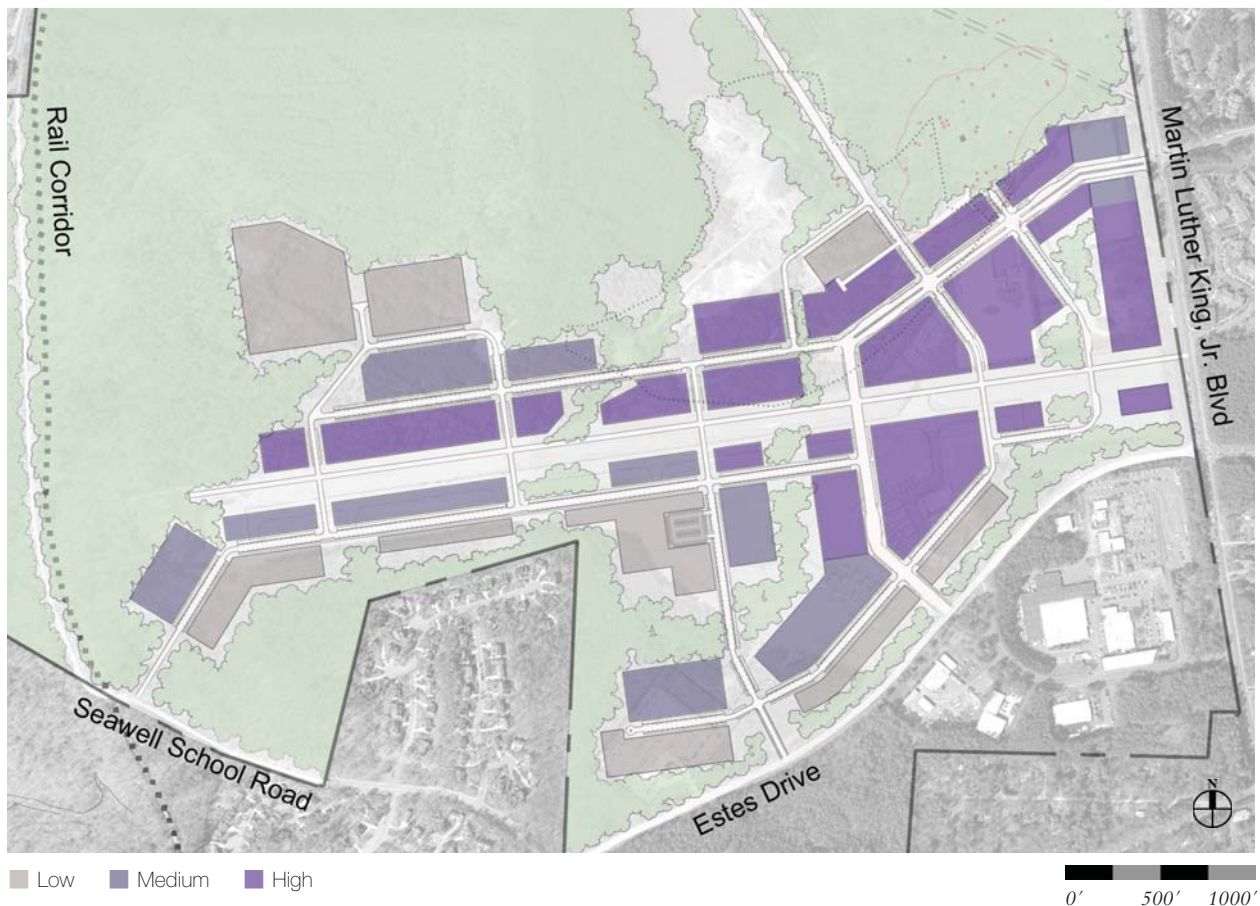 Rail Corridor
Martin Luther King, Jr. Blvd
Seawell School Road
Estes Drive
N
Low Medium High
0' 500' 1000'